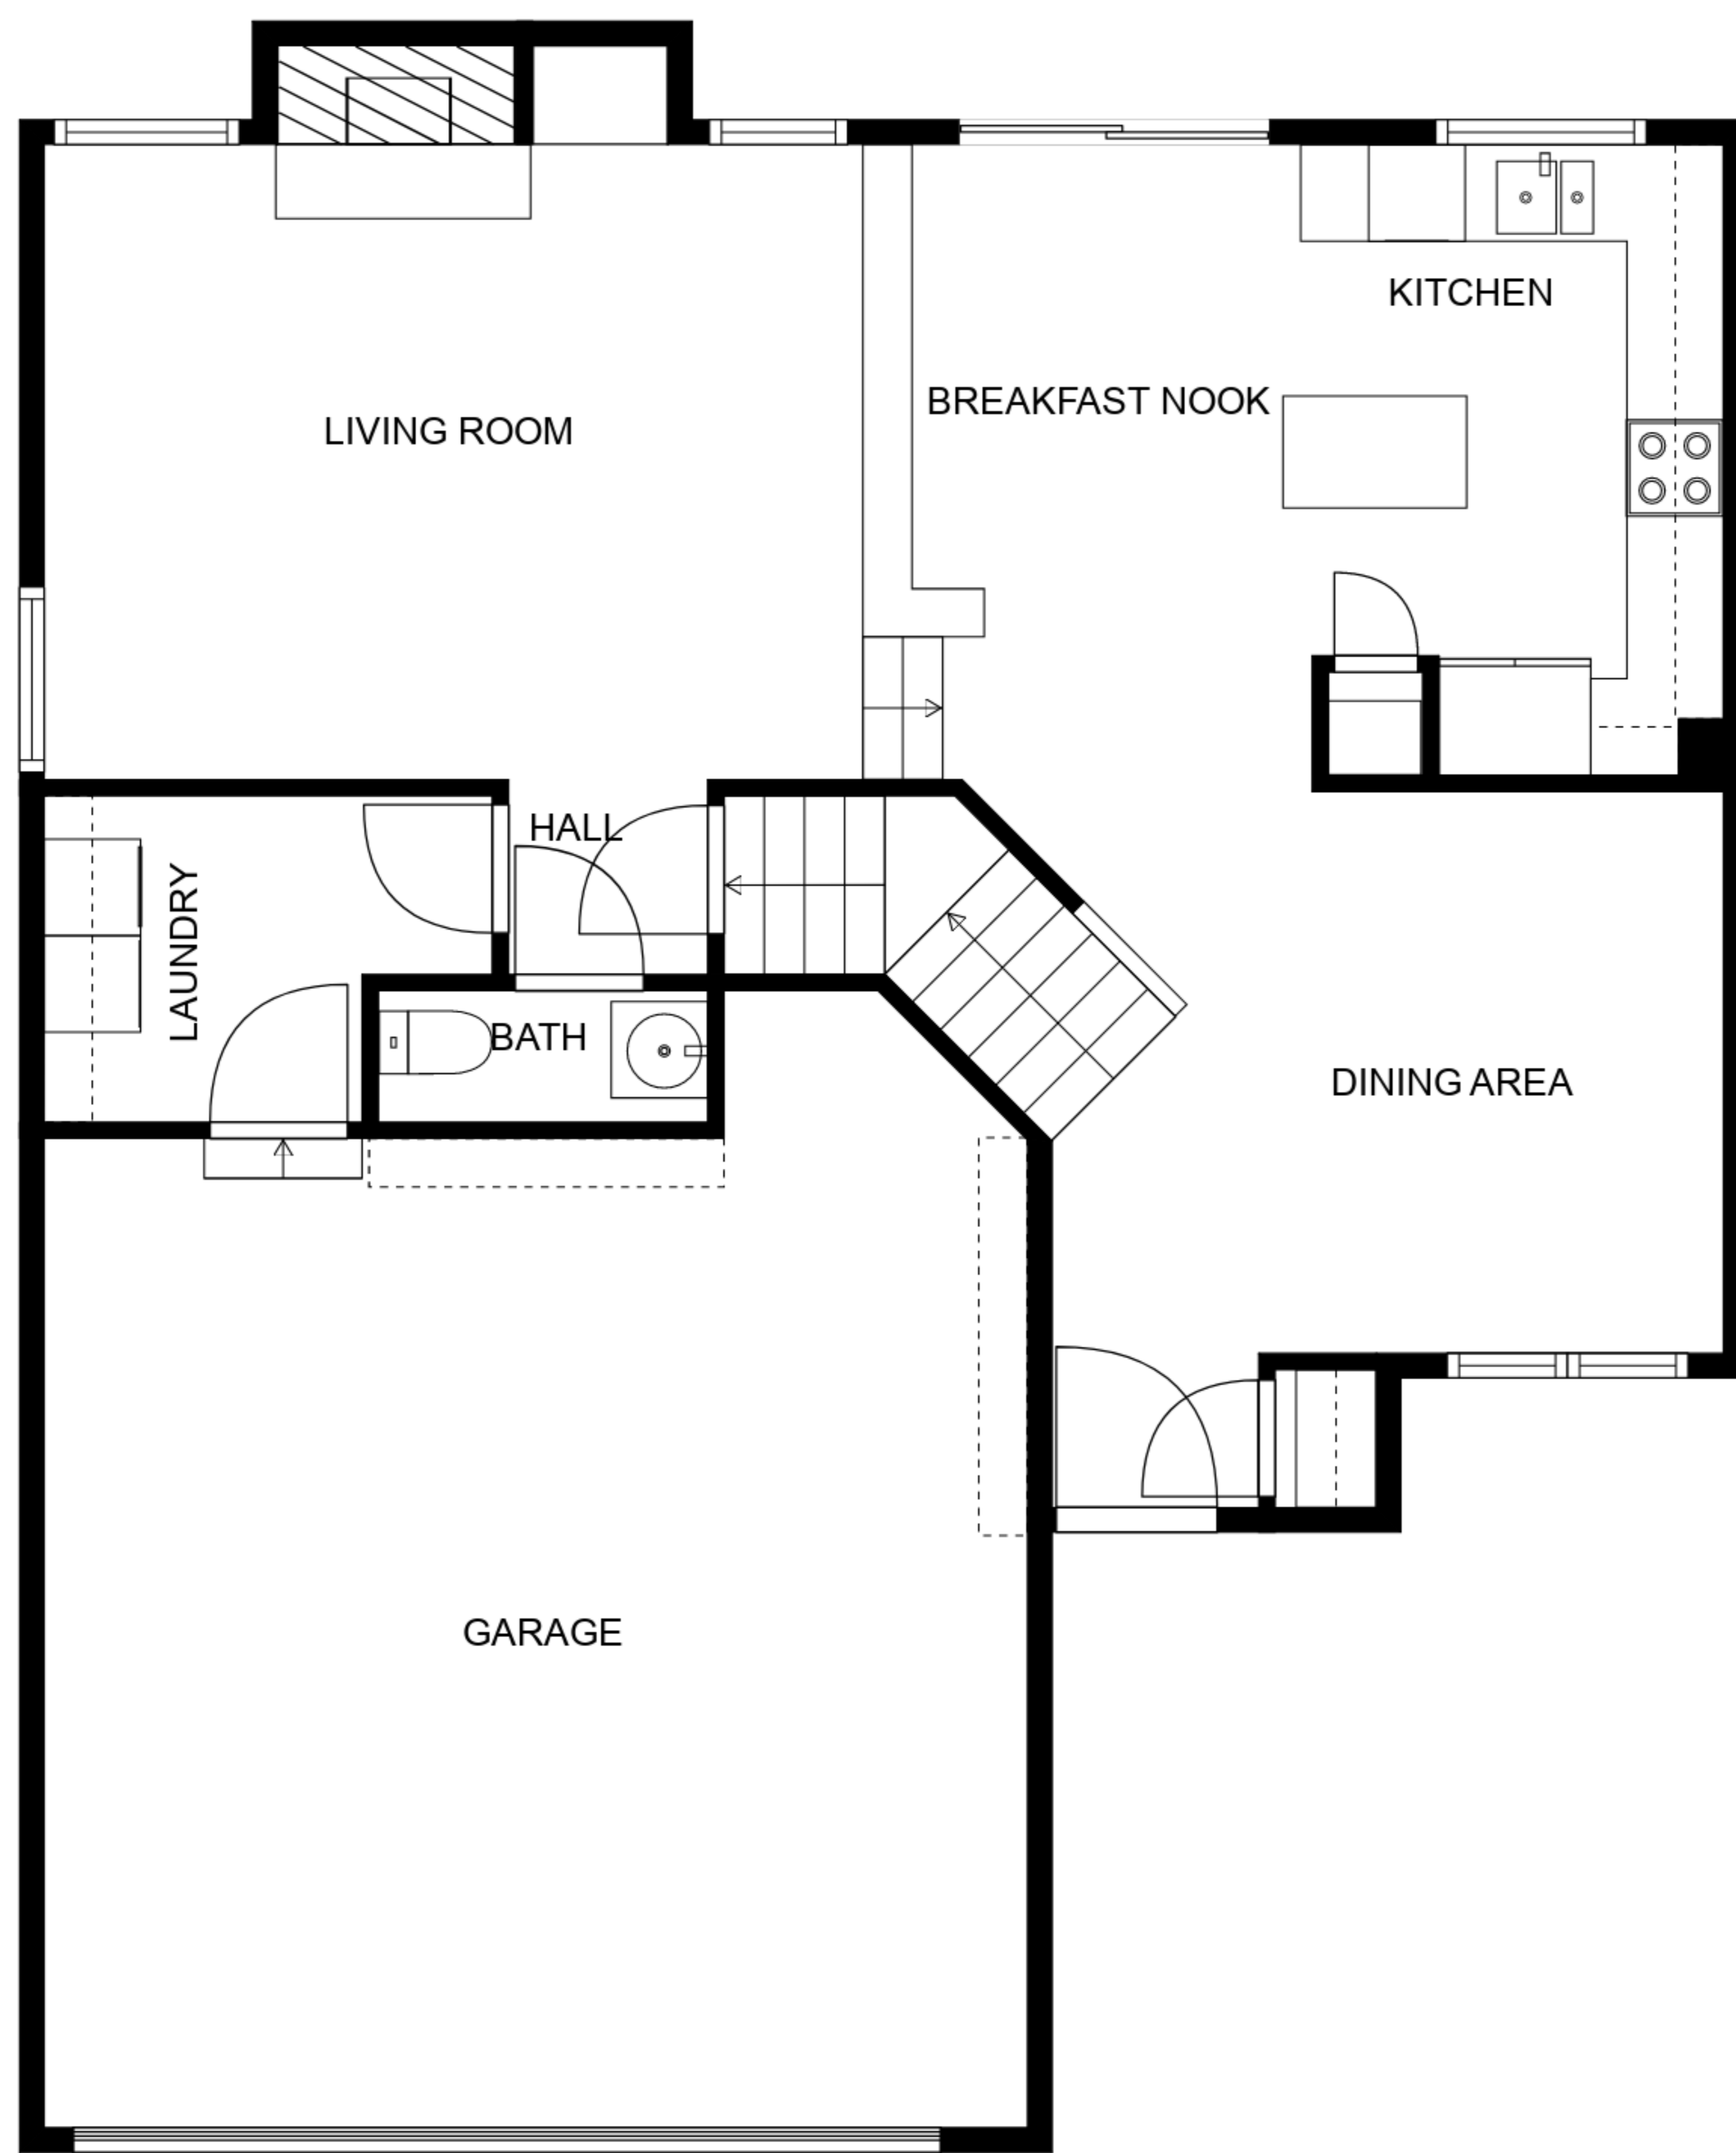 KITCHEN
BREAKFAST NOOK
LIVING ROOM
HALL
LAUNDRY
BATH
DINING AREA
GARAGE